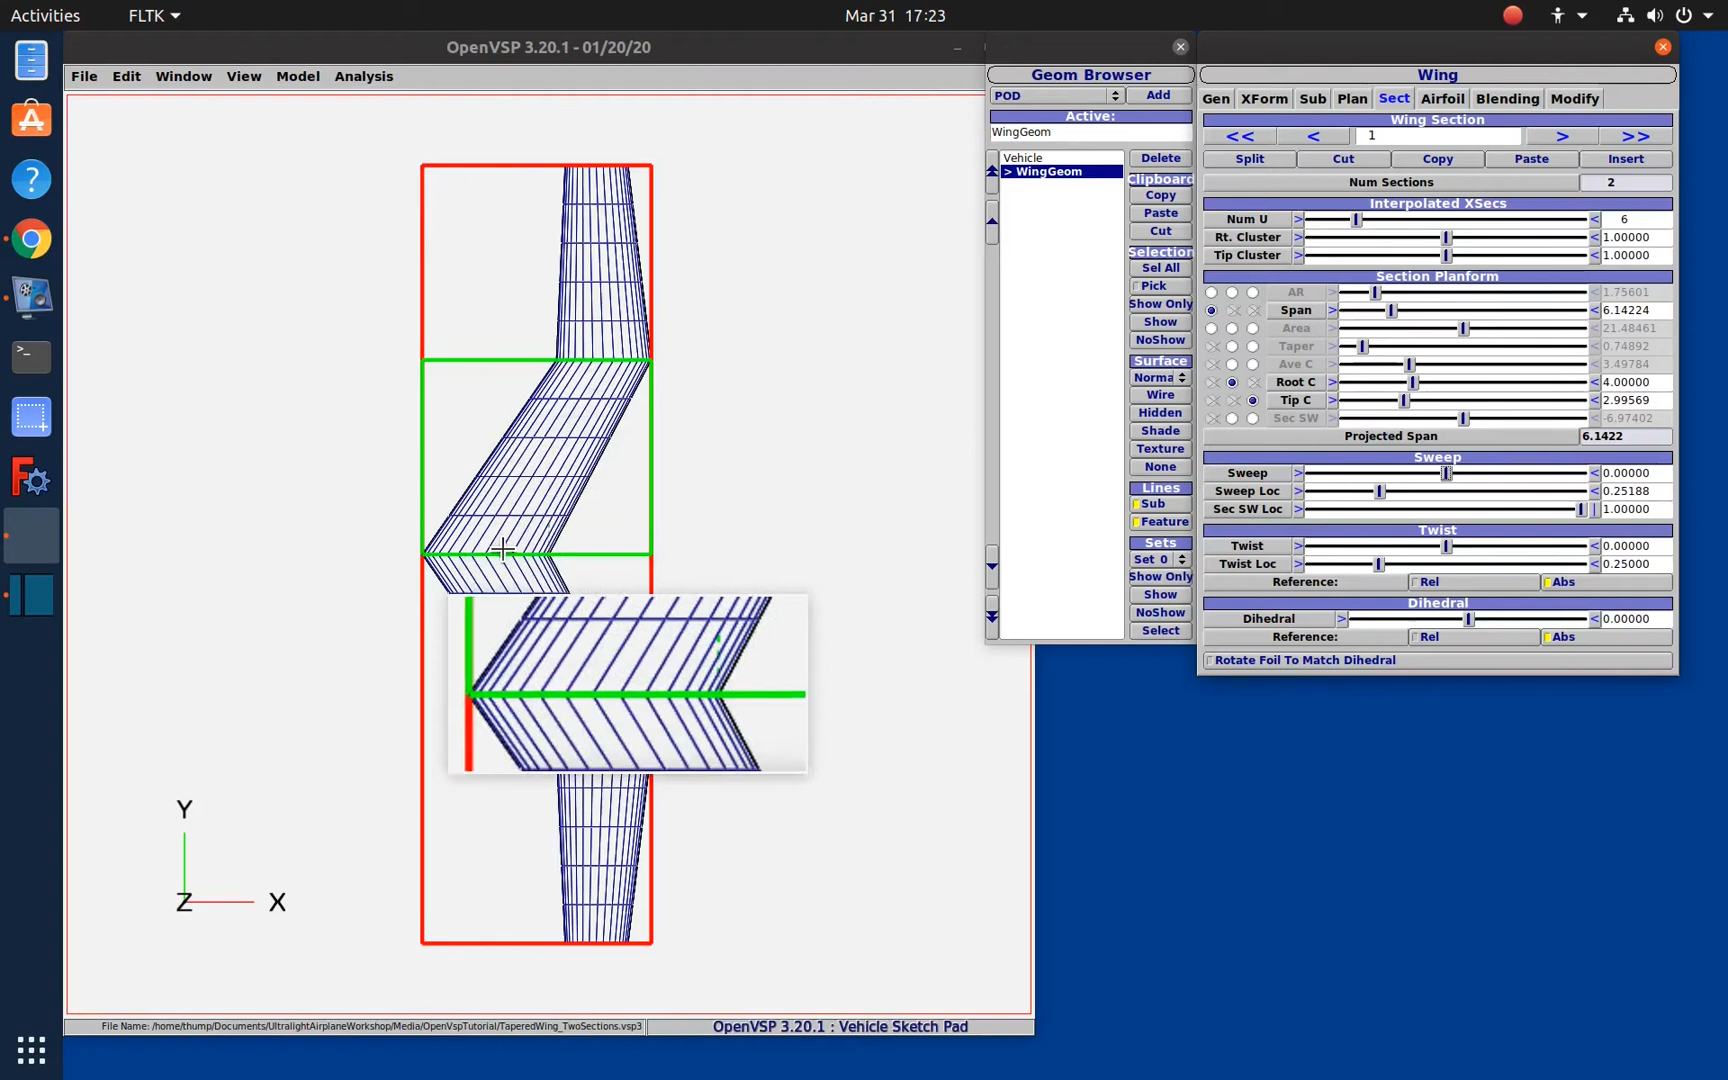 Activities
FLTK
Mar 31 17:23
OpenVSP 3.20.1 - 01/20/20
File Edit Window View Model Analysis
Y
Z
X
File Name: /home/thump/Documents/UltralightAirplaneWorkshop/Media/OpenVspTutorial/TaperedWing_TwoSections.vsp3
OpenVSP 3.20.1 : Vehicle Sketch Pad
Geom Browser
POD
Add
Active:
WingGeom
Vehicle
> WingGeom
Delete
Clipboard
Copy
Paste
Cut
Selection
Sel All
Pick
Show Only
Show
NoShow
Surface
Norma
Wire
Hidden
Shade
Texture
None
Lines
Sub
Feature
Sets
Set 0
Show Only
Show
NoShow
Select
Wing
Gen XForm Sub Plan Sect Airfoil Blending Modify
Wing Section
<< < 1 > >>
Split Cut Copy Paste Insert
Num Sections 2
Interpolated XSecs
Num U > < 6
Rt. Cluster > < 1.00000
Tip Cluster > < 1.00000
Section Planform
AR > < 1.75601
Span > < 6.14224
Area > < 21.48461
Taper > < 0.74892
Ave C > < 3.49784
Root C > < 4.00000
Tip C > < 2.99569
Sec SW > < -6.97402
Projected Span 6.1422
Sweep
Sweep > < 0.00000
Sweep Loc > < 0.25188
Sec SW Loc > | 1.00000
Twist
Twist > < 0.00000
Twist Loc > < 0.25000
Reference: Rel Abs
Dihedral
Dihedral > < 0.00000
Reference: Rel Abs
Rotate Foil To Match Dihedral